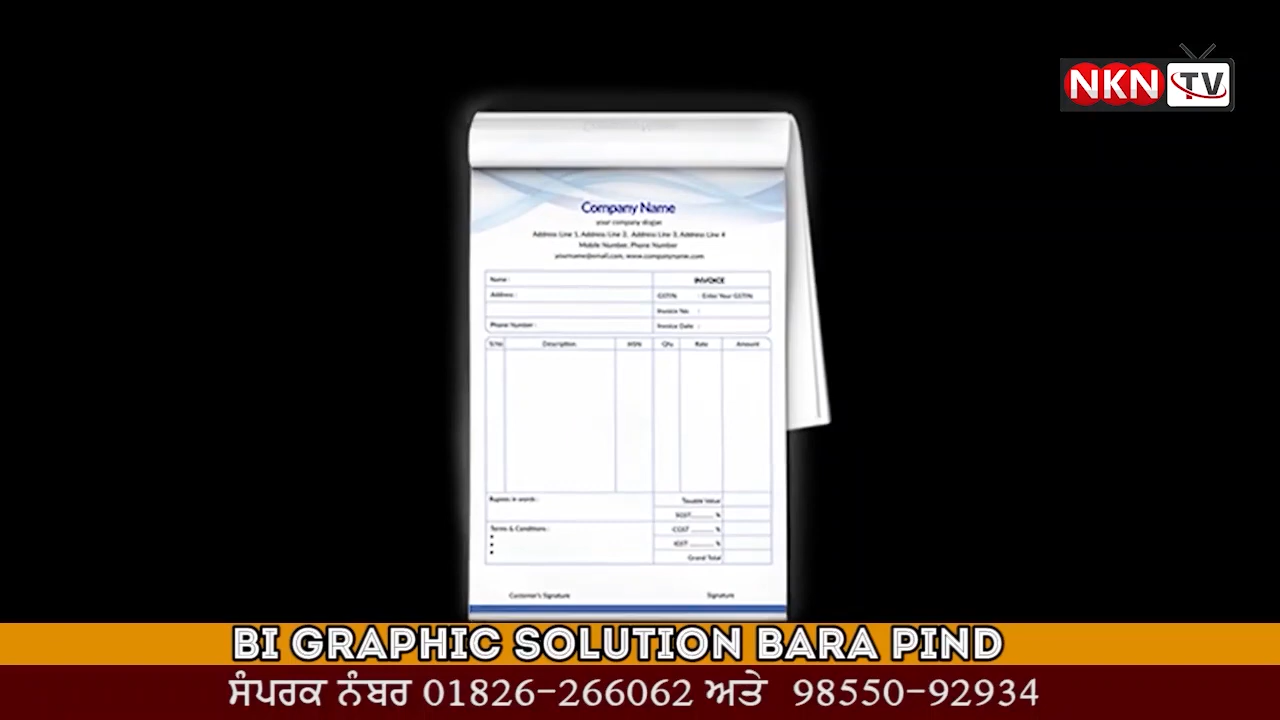 NKN TV
Company Name
your company slogan
Address Line 1, Address Line 2, Address Line 3, Address Line 4
Mobile Number, Phone Number
yourname@email.com, www.companyname.com
Name : INVOICE
Address : GSTIN : Enter Your GSTIN
Invoice No :
Phone Number : Invoice Date :
S.No Description HSN Qty Rate Amount
Rupees in words : Taxable Value
SGST______ %
Terms & Conditions : CGST ______ %
IGST ______ %
Grand Total
Customer's Signature Signature
BI GRAPHIC SOLUTION BARA PIND
ਸੰਪਰਕ ਨੰਬਰ 01826-266062 ਅਤੇ 98550-92934